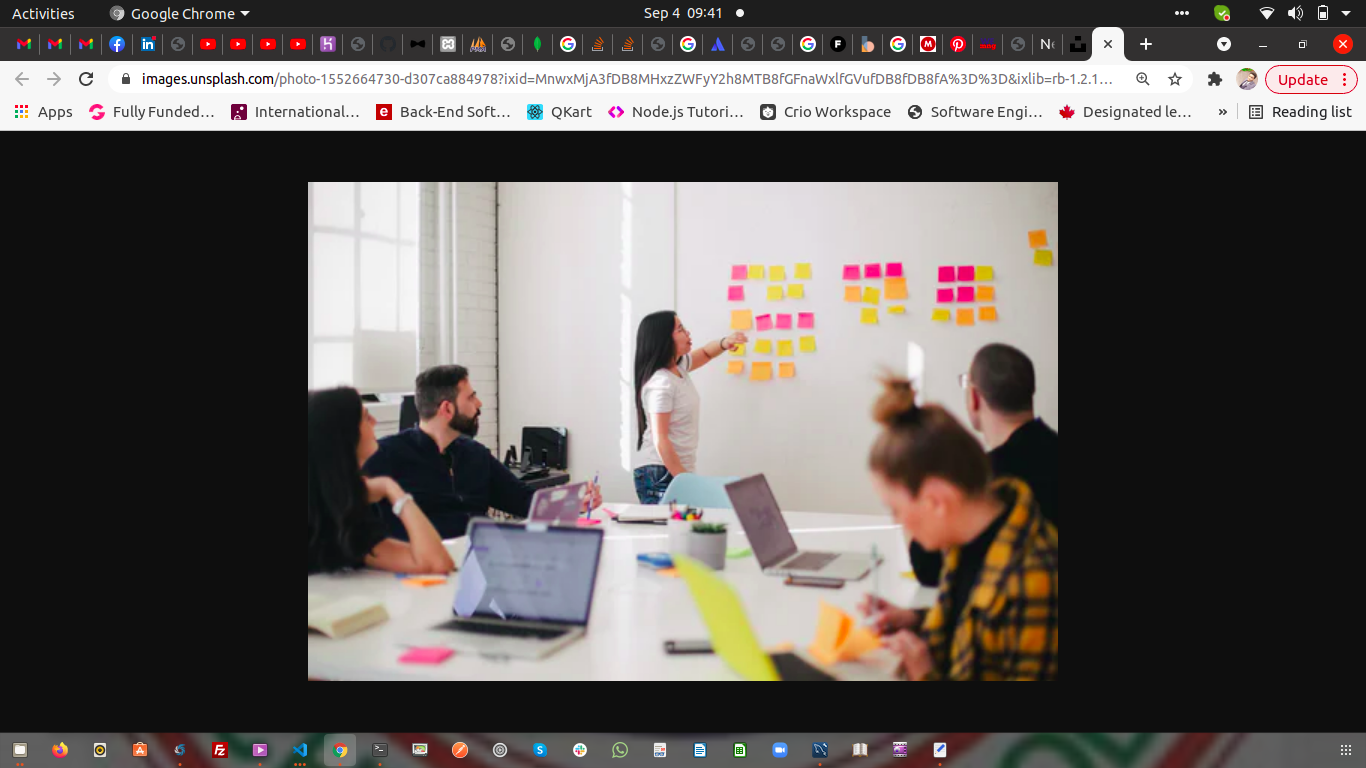 Activities
Google Chrome
Sep 4 09:41
Ne
images.unsplash.com/photo-1552664730-d307ca884978?ixid=MnwxMjA3fDB8MHxzZWFyY2h8MTB8fGFnaWxlfGVufDB8fDB8fA%3D%3D&ixlib=rb-1.2.1…
Update
Apps
Fully Funded…
International…
Back-End Soft…
QKart
Node.js Tutori…
Crio Workspace
Software Engi…
Designated le…
»
Reading list